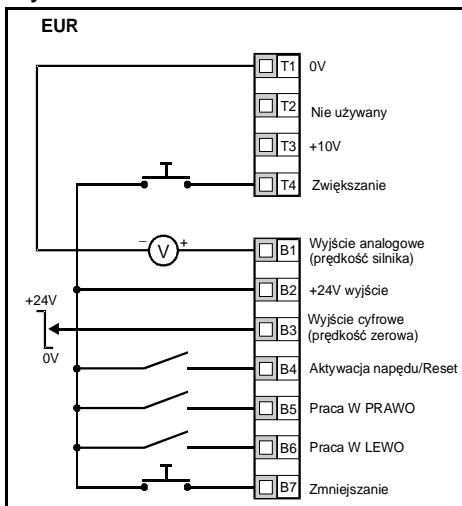 EUR
T1 0V
T2 Nie używany
T3 +10V
T4 Zwiększanie
− V +
B1 Wyjście analogowe
(prędkość silnika)
B2 +24V wyjście
+24V
0V
B3 Wyjście cyfrowe
(prędkość zerowa)
B4 Aktywacja napędu/Reset
B5 Praca W PRAWO
B6 Praca W LEWO
B7 Zmniejszanie